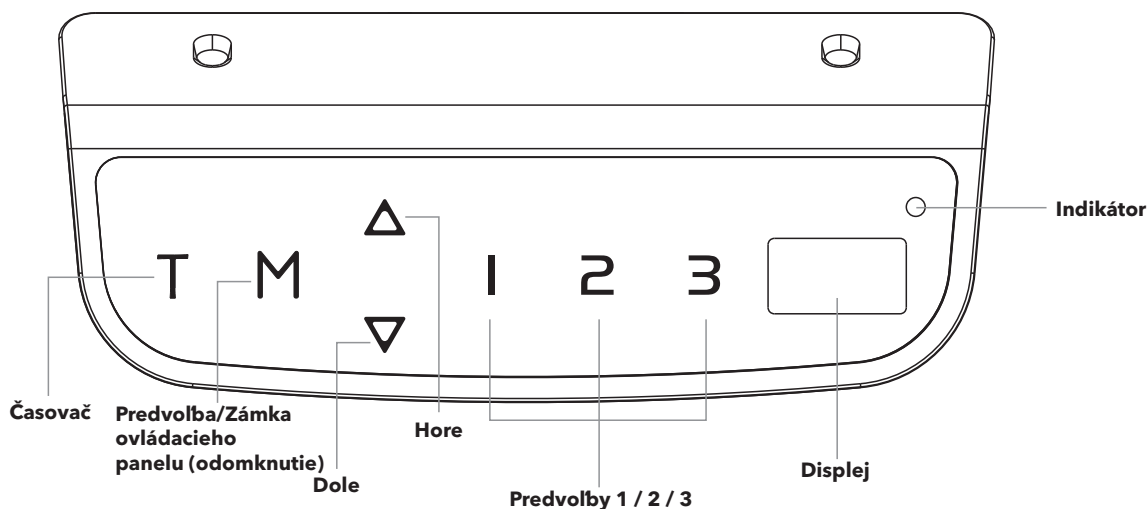 Indikátor
T M 1 2 3
Časovač
Predvoľba/Zámka
ovládacieho
panelu (odomknutie)
Dole
Hore
Predvoľby 1 / 2 / 3
Displej